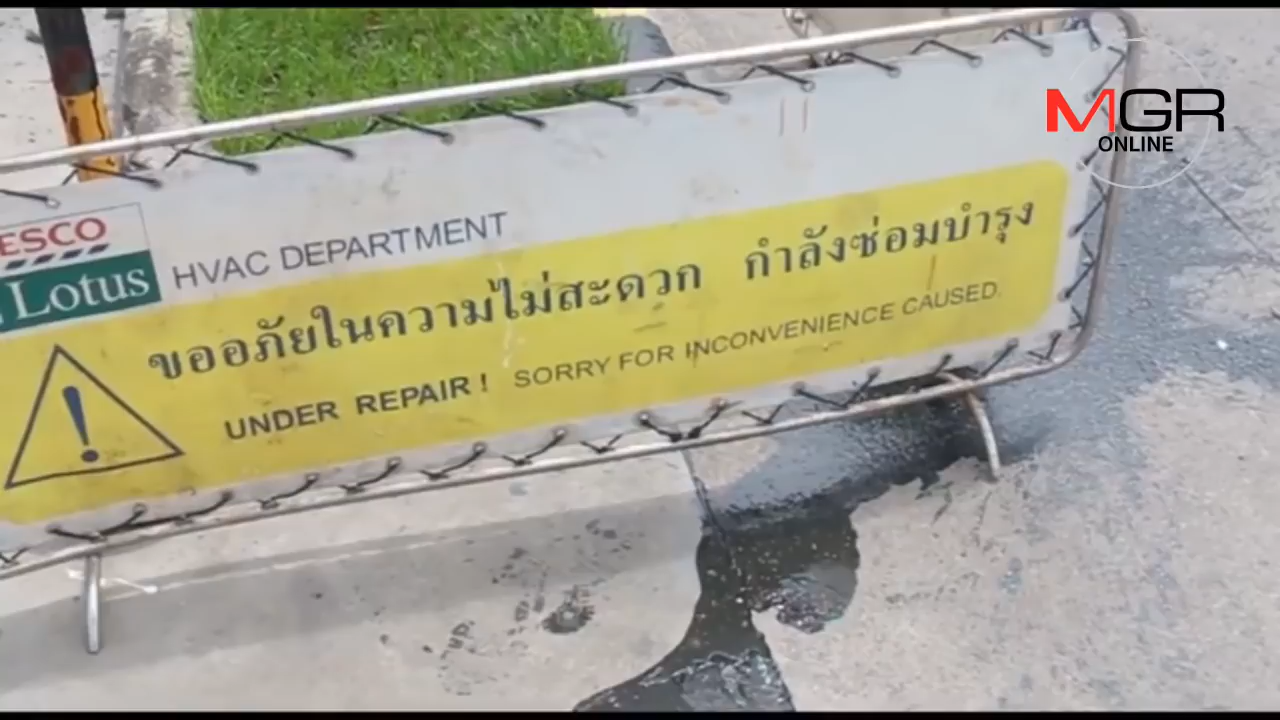 MGR
ONLINE
ESCO
Lotus
HVAC DEPARTMENT
ขออภัยในความไม่สะดวก กำลังซ่อมบำรุง
UNDER REPAIR ! SORRY FOR INCONVENIENCE CAUSED.